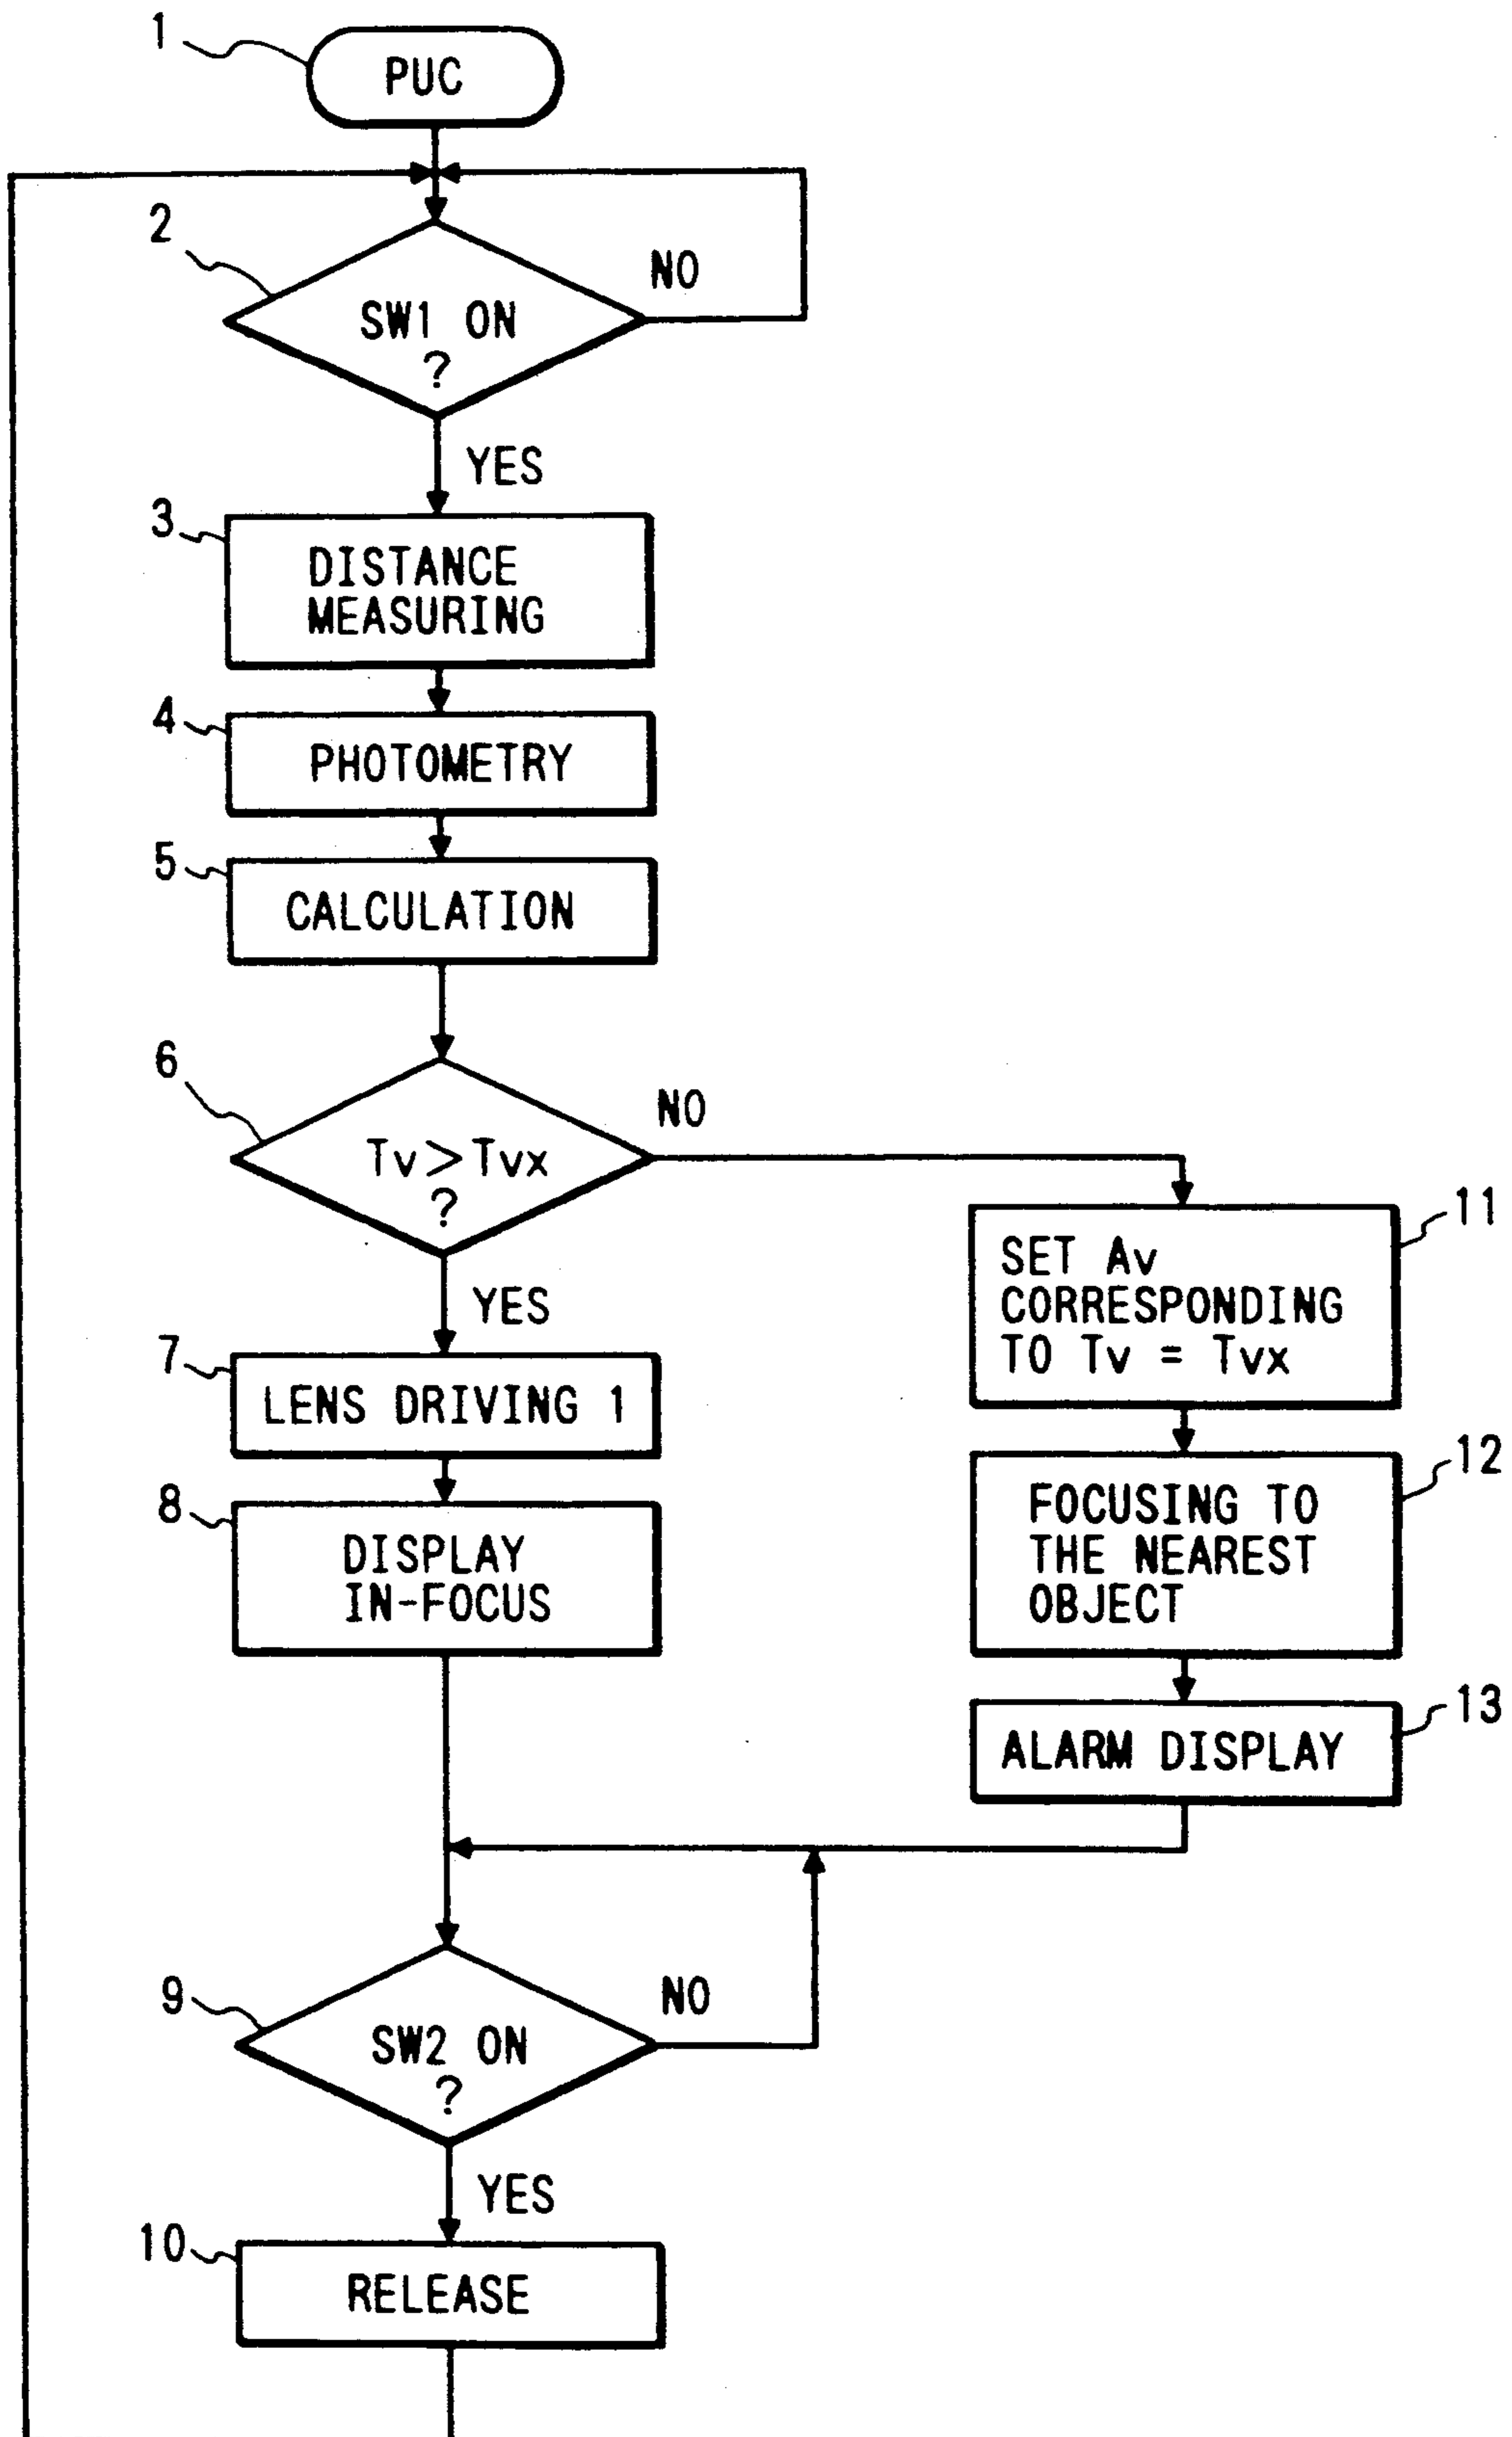 1
PUC
2
NO
SW1 ON
?
YES
3
DISTANCE
MEASURING
4
PHOTOMETRY
5
CALCULATION
6
NO
Tv>Tvx
?
YES
11
SET Av
CORRESPONDING
TO Tv = Tvx
7
LENS DRIVING 1
12
FOCUSING TO
THE NEAREST
OBJECT
8
DISPLAY
IN-FOCUS
13
ALARM DISPLAY
9
NO
SW2 ON
?
YES
10
RELEASE